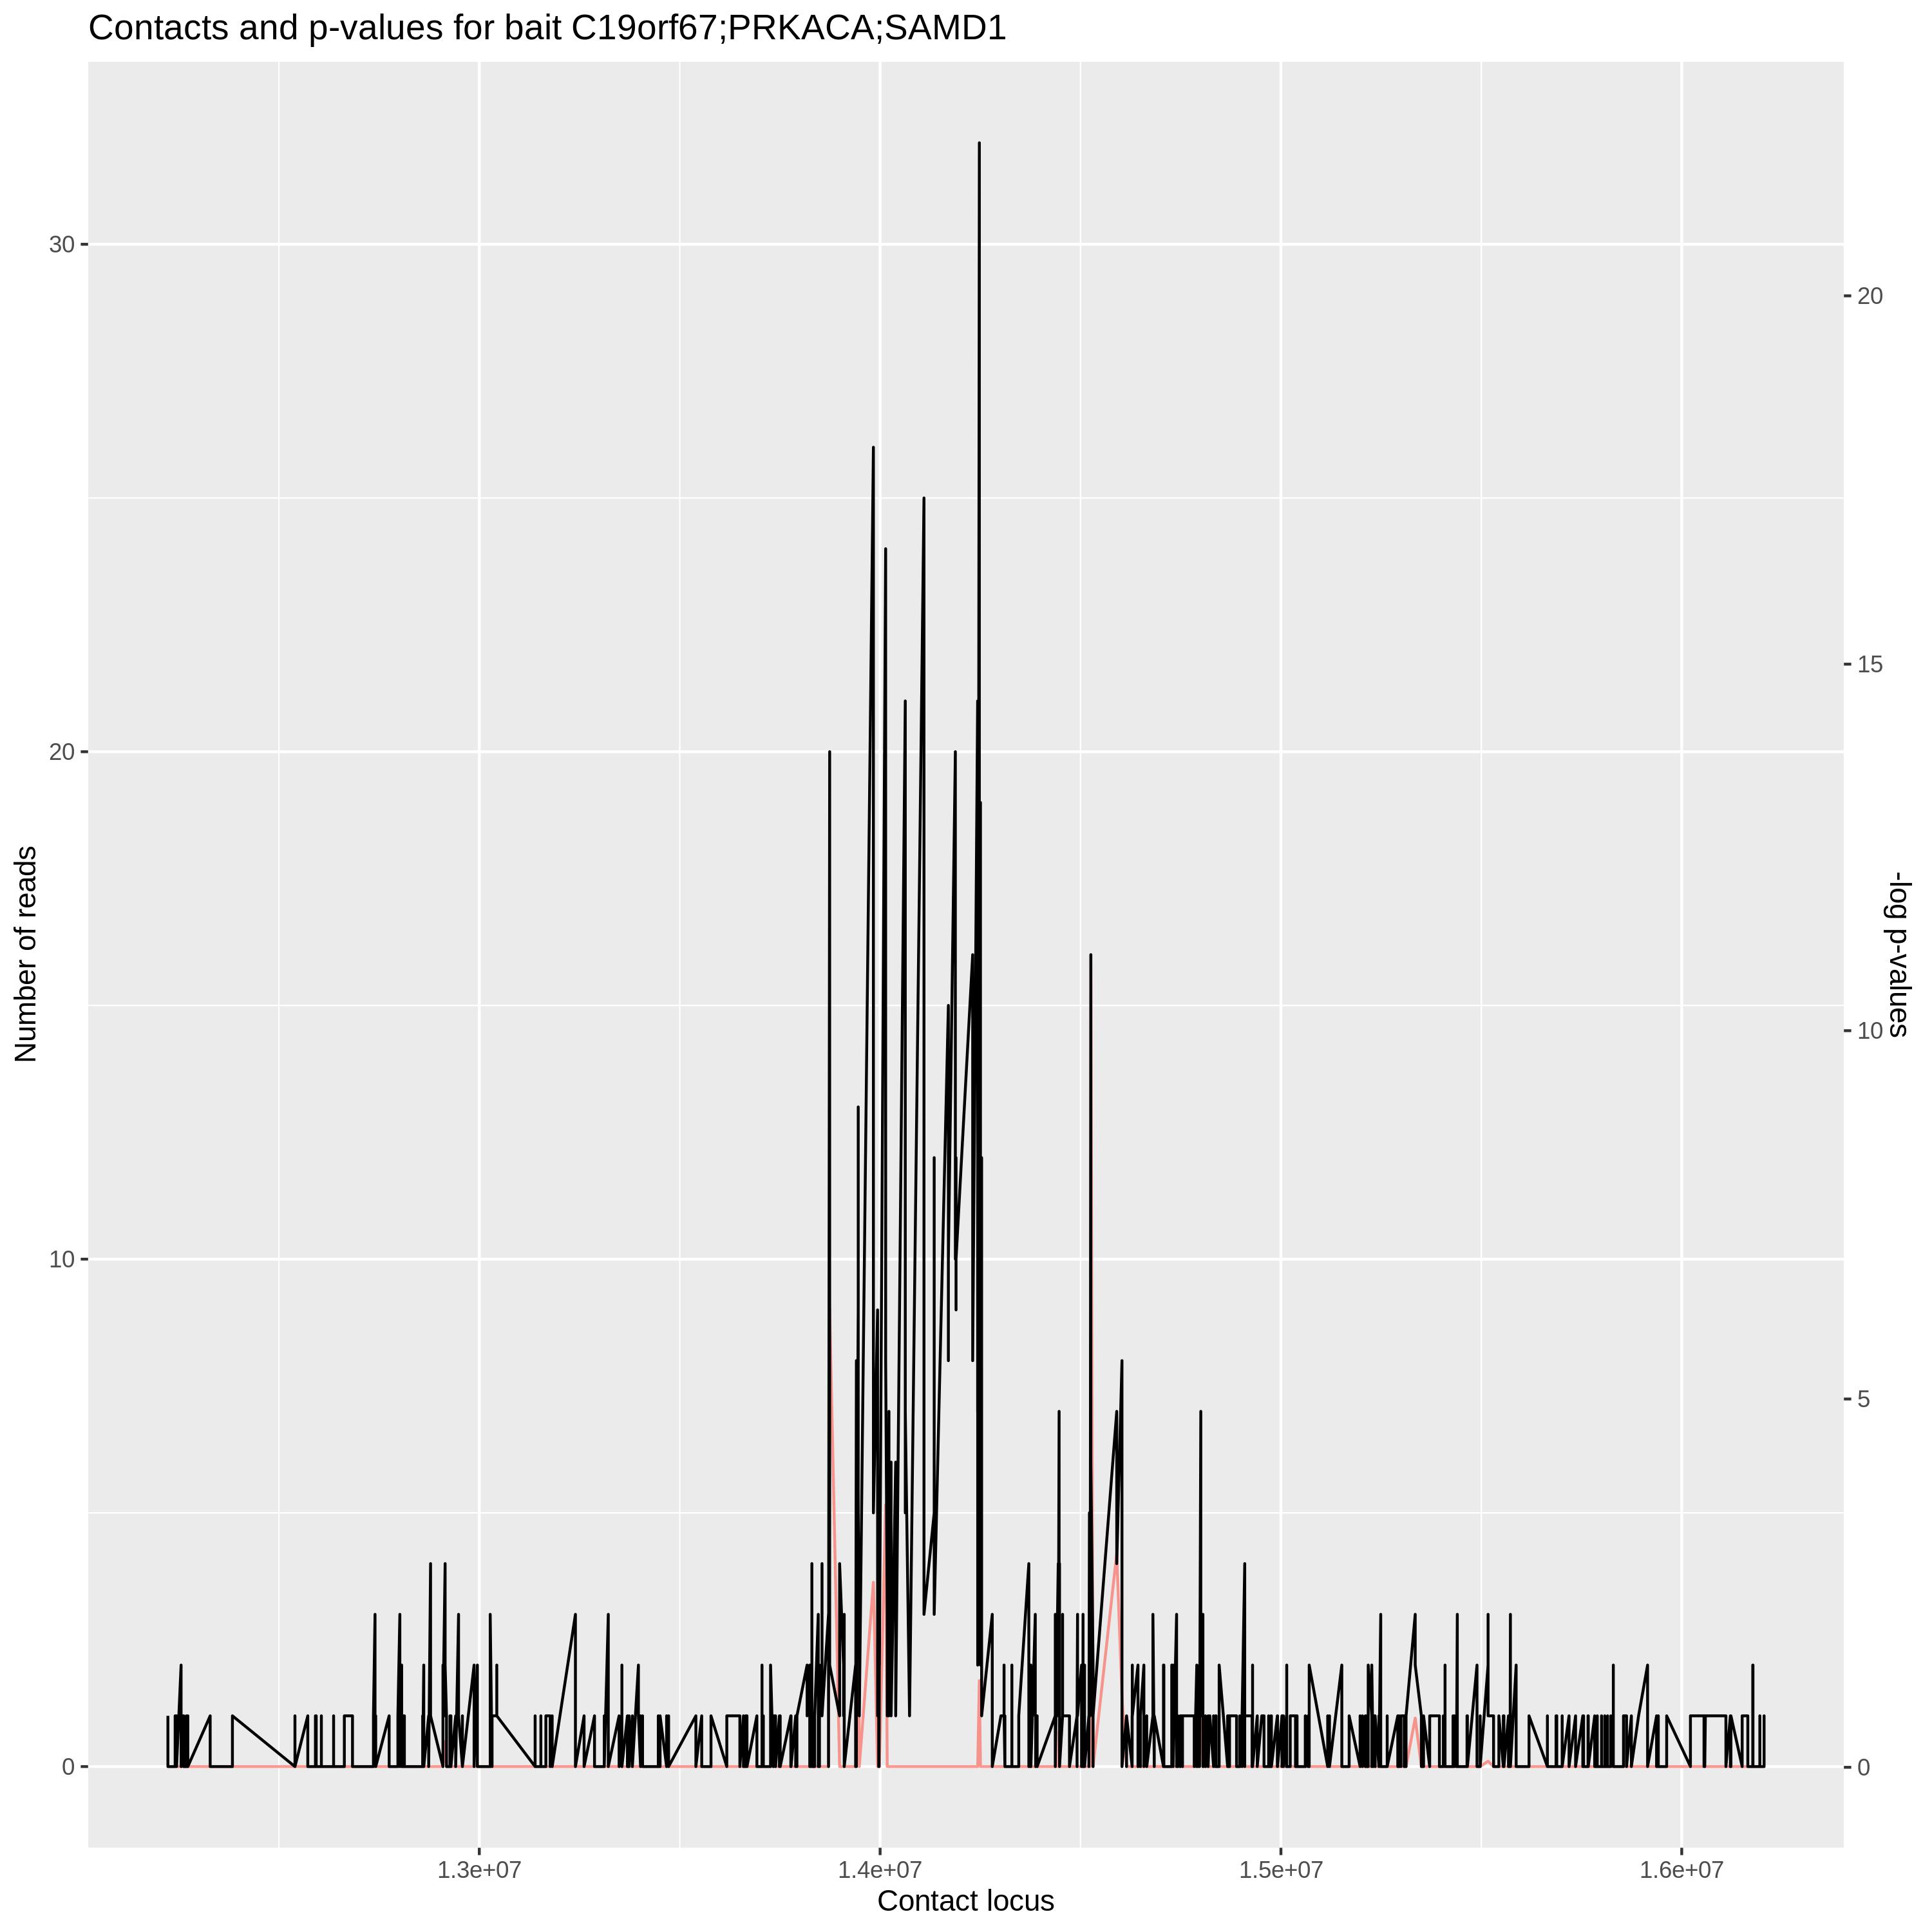 Contacts and p-values for bait C19orf67;PRKACA;SAMD1
30
20
10
0
Number of reads
20
15
10
5
0
-log p-values
1.3e+07
1.4e+07
1.5e+07
1.6e+07
Contact locus